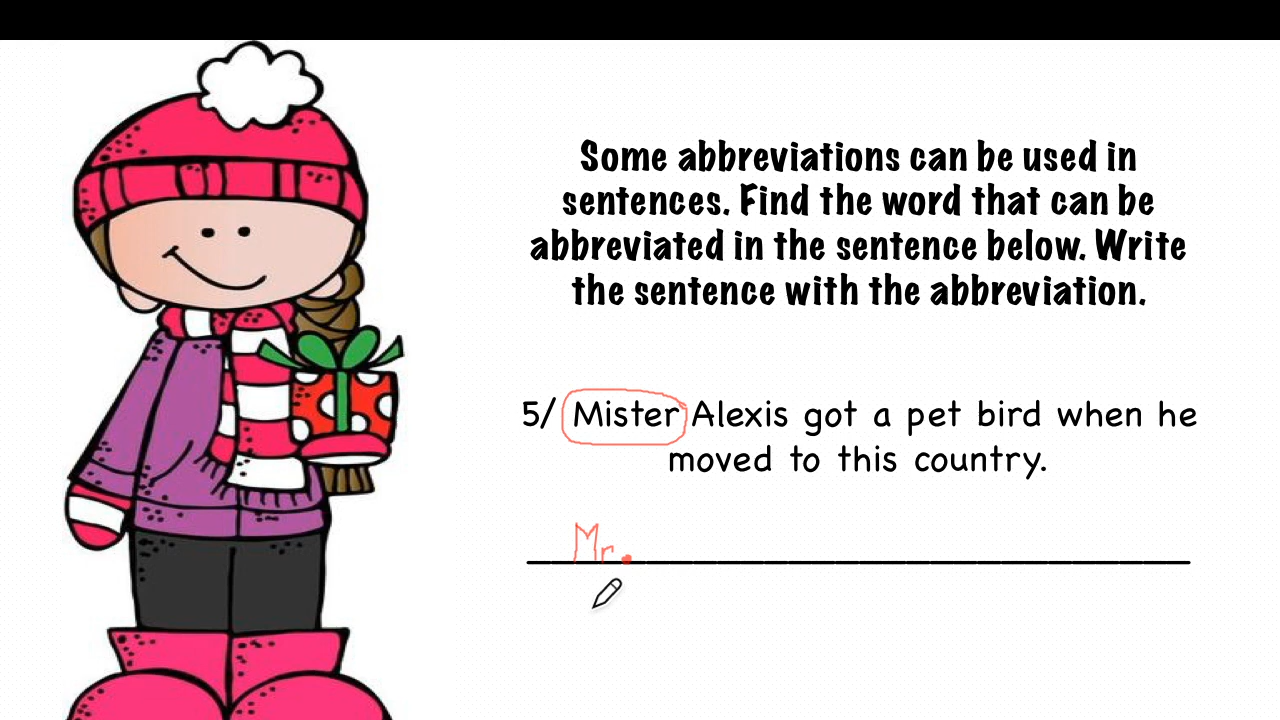 Some abbreviations can be used in
sentences. Find the word that can be
abbreviated in the sentence below. Write
the sentence with the abbreviation.
5/ Mister Alexis got a pet bird when he
moved to this country.
Mr.